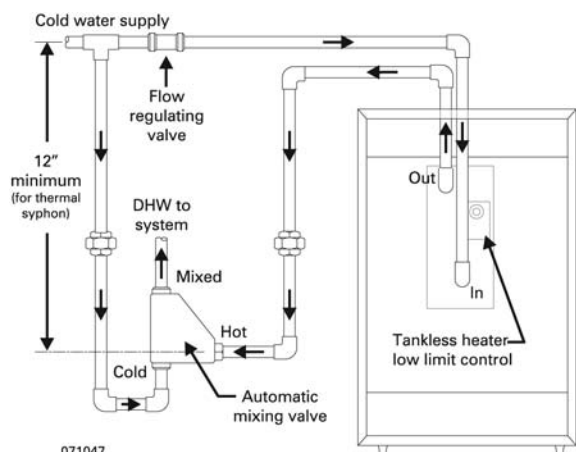 Cold water supply
Flow
regulating
valve
12"
minimum
(for thermal
syphon)
DHW to
system
Mixed
Hot
Cold
Automatic
mixing valve
Out
In
Tankless heater
low limit control
071047